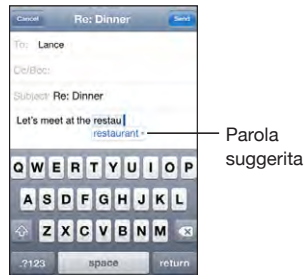 Cancel Re: Dinner Send
To: Lance
Cc/Bcc:
Subject: Re: Dinner
Let's meet at the restau
restaurant ×
Parola
suggerita
Q W E R T Y U I O P
A S D F G H J K L
Z X C V B N M
.?123 space return